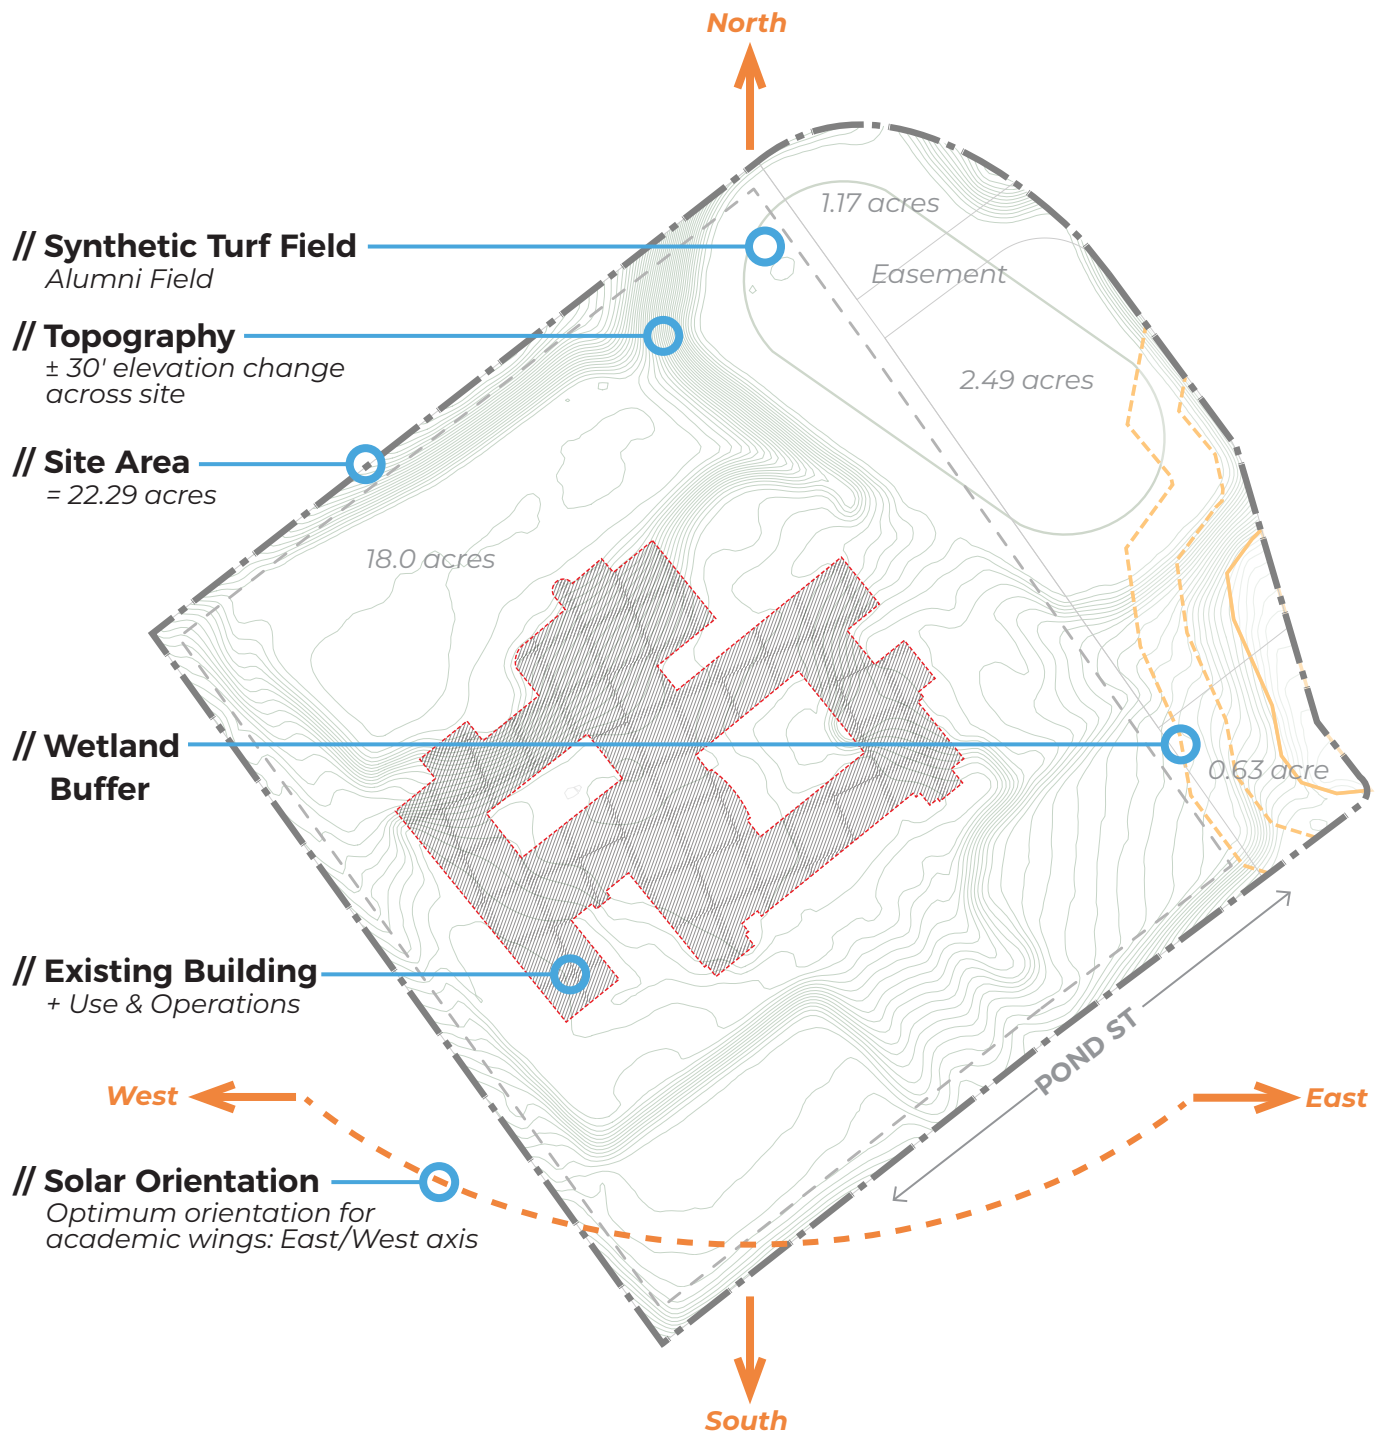 North
1.17 acres
// Synthetic Turf Field
Alumni Field
Easement
// Topography
± 30' elevation change
across site
2.49 acres
// Site Area
= 22.29 acres
18.0 acres
// Wetland
Buffer
0.63 acre
// Existing Building
+ Use & Operations
POND ST
West
East
// Solar Orientation
Optimum orientation for
academic wings: East/West axis
South